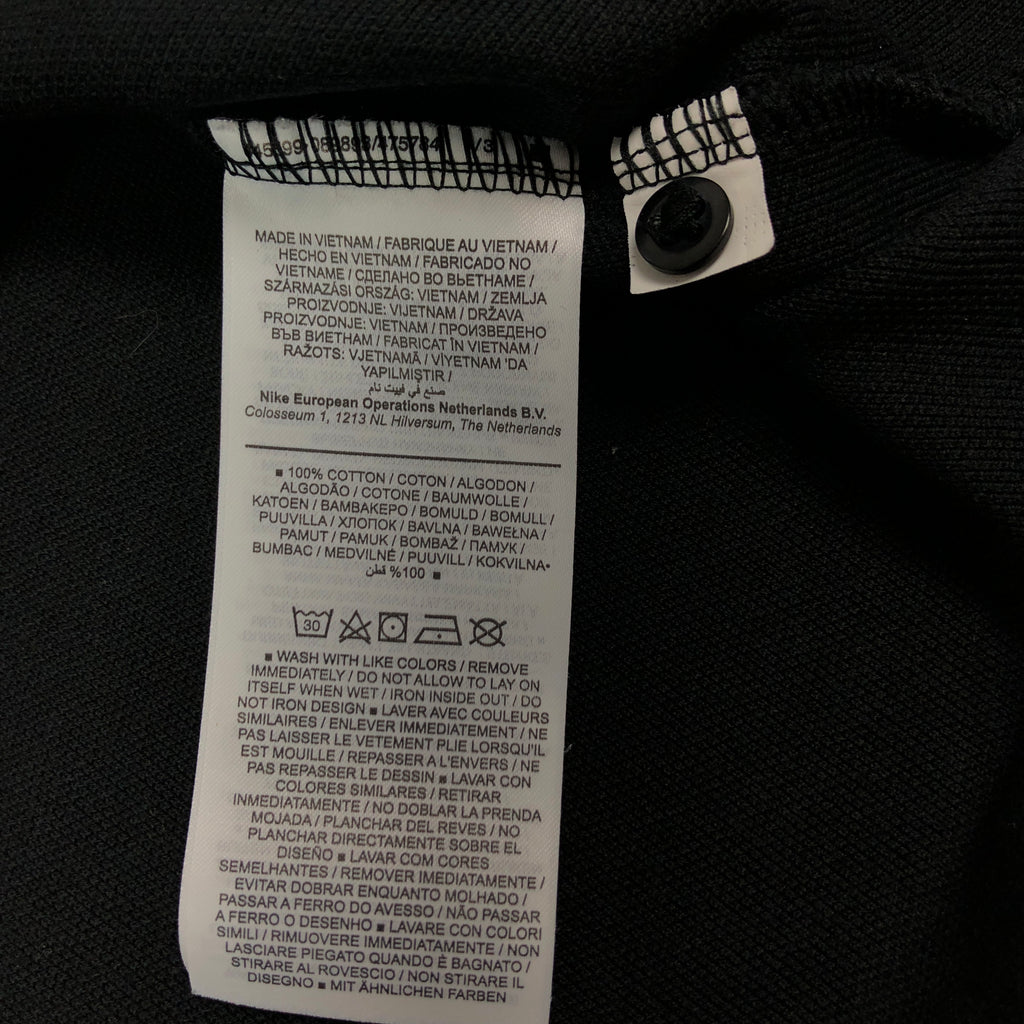 MADE IN VIETNAM / FABRIQUE AU VIETNAM /
HECHO EN VIETNAM / FABRICADO NO
VIETNAME / СДЕЛАНО ВО ВЬЕТНАМЕ /
SZÁRMAZÁSI ORSZÁG: VIETNAM / ZEMLJA
PROIZVODNJE: VIJETNAM / DRŽAVA
PROIZVODNJE: VIETNAM / ПРОИЗВЕДЕНО
ВЪВ ВИЕТНАМ / FABRICAT ÎN VIETNAM /
RAŽOTS: VJETNAMĀ / VİYETNAM 'DA
YAPILMIŞTIR /
صنع في فييت نام
Nike European Operations Netherlands B.V.
Colosseum 1, 1213 NL Hilversum, The Netherlands
■ 100% COTTON / COTON / ALGODON /
ALGODÃO / COTONE / BAUMWOLLE /
KATOEN / ΒΑΜΒΑΚΕΡΟ / BOMULD / BOMULL /
PUUVILLA / ХЛОПОК / BAVLNA / BAWEŁNA /
PAMUT / PAMUK / BOMBAŽ / ПАМУК /
BUMBAC / MEDVILNĖ / PUUVILL / KOKVILNA•
100% قطن ■
30
■ WASH WITH LIKE COLORS / REMOVE
IMMEDIATELY / DO NOT ALLOW TO LAY ON
ITSELF WHEN WET / IRON INSIDE OUT / DO
NOT IRON DESIGN ■ LAVER AVEC COULEURS
SIMILAIRES / ENLEVER IMMEDIATEMENT / NE
PAS LAISSER LE VETEMENT PLIE LORSQU'IL
EST MOUILLE / REPASSER A L'ENVERS / NE
PAS REPASSER LE DESSIN ■ LAVAR CON
COLORES SIMILARES / RETIRAR
INMEDIATAMENTE / NO DOBLAR LA PRENDA
MOJADA / PLANCHAR DEL REVES / NO
PLANCHAR DIRECTAMENTE SOBRE EL
DISEÑO ■ LAVAR COM CORES
SEMELHANTES / REMOVER IMEDIATAMENTE /
EVITAR DOBRAR ENQUANTO MOLHADO /
PASSAR A FERRO DO AVESSO / NÃO PASSAR
A FERRO O DESENHO ■ LAVARE CON COLORI
SIMILI / RIMUOVERE IMMEDIATAMENTE / NON
LASCIARE PIEGATO QUANDO È BAGNATO /
STIRARE AL ROVESCIO / NON STIRARE IL
DISEGNO ■ MIT ÄHNLICHEN FARBEN